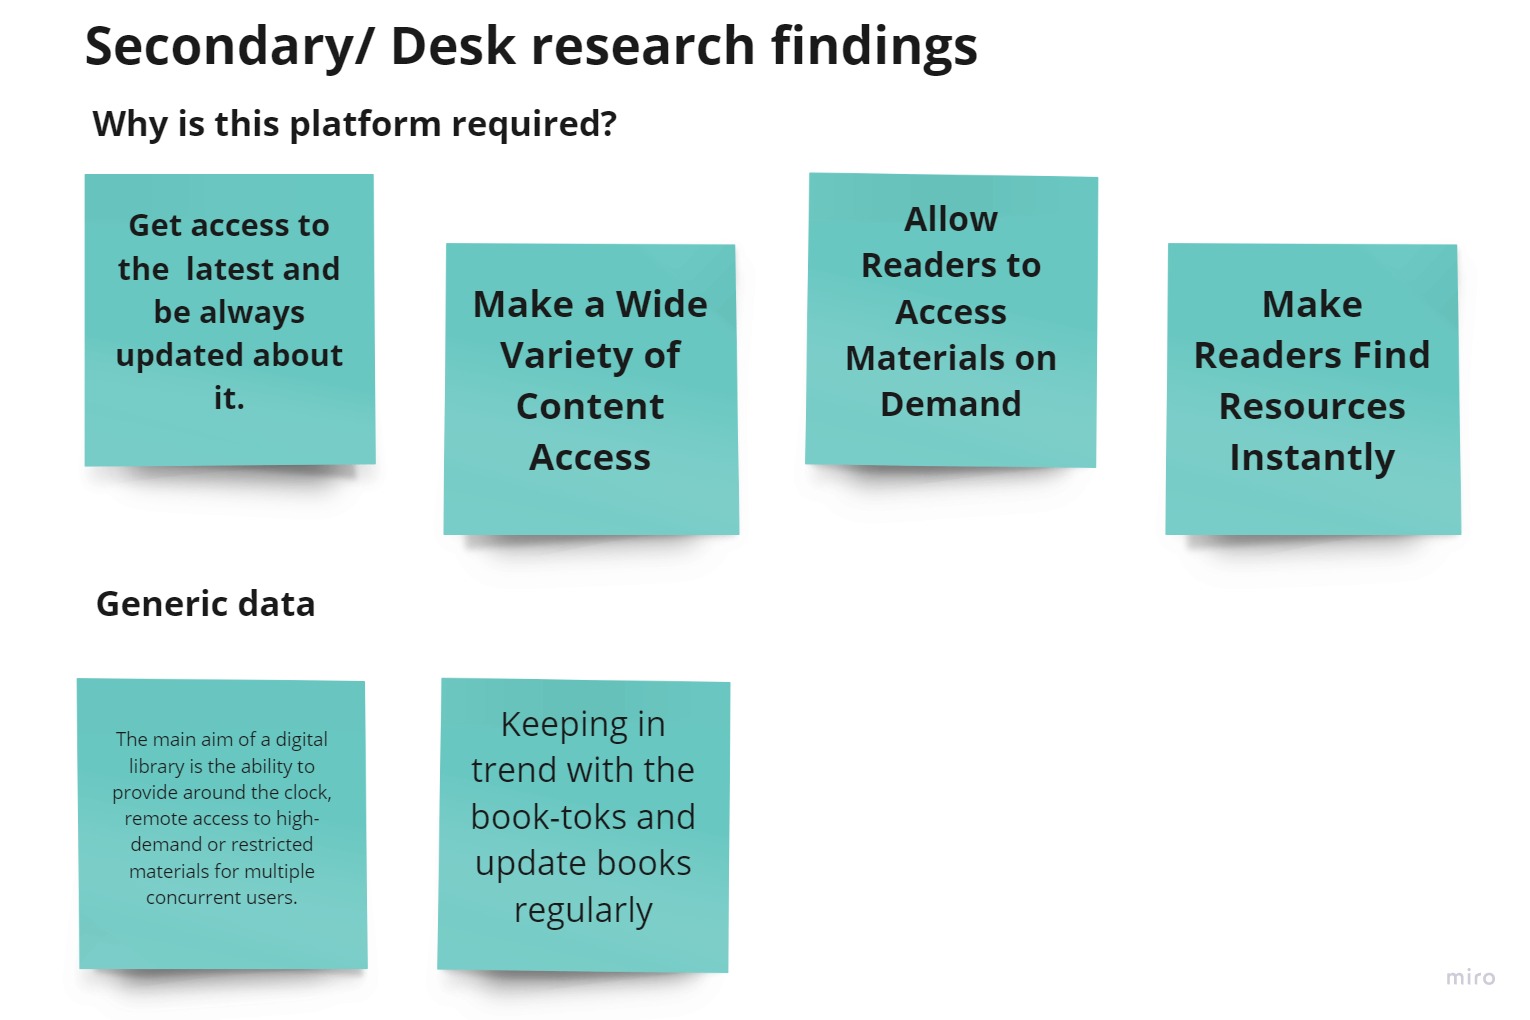 Secondary/ Desk research findings
Why is this platform required?
Get access to
the  latest and
be always
updated about
it.
Make a Wide
Variety of
Content
Access
Allow
Readers to
Access
Materials on
Demand
Make
Readers Find
Resources
Instantly
Generic data
The main aim of a digital
library is the ability to
provide around the clock,
remote access to high-
demand or restricted
materials for multiple
concurrent users.
Keeping in
trend with the
book-toks and
update books
regularly
miro